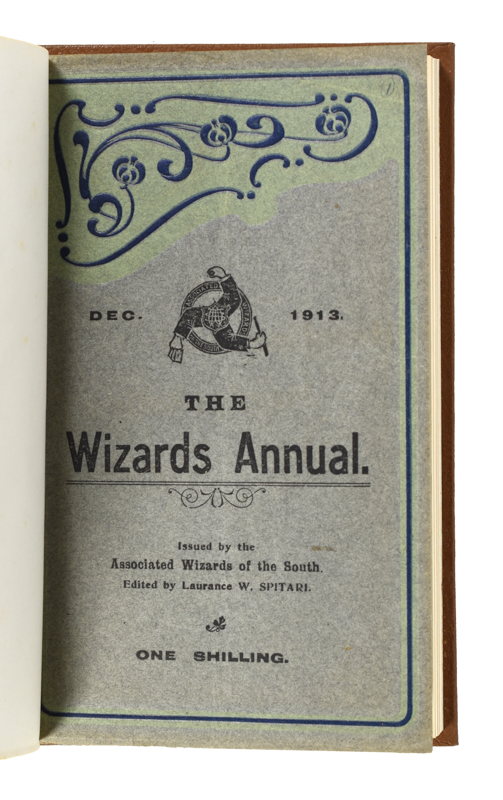 DEC.
1913.
THE
Wizards Annual.
Issued by the
Associated Wizards of the South.
Edited by Laurance W. SPITARI.
ONE SHILLING.